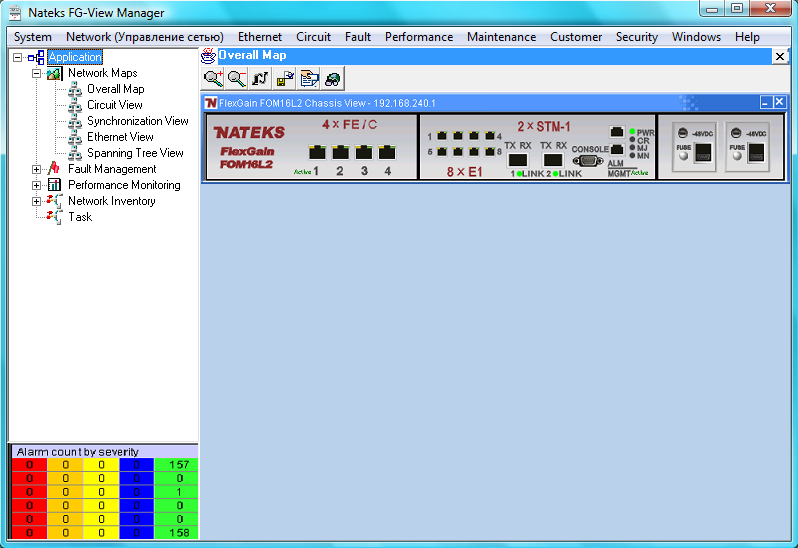 Nateks FG-View Manager
System Network (Управление сетью) Ethernet Circuit Fault Performance Maintenance Customer Security Windows Help
Application
Network Maps
Overall Map
Circuit View
Synchronization View
Ethernet View
Spanning Tree View
Fault Management
Performance Monitoring
Network Inventory
Task
Overall Map
FlexGain FOM16L2 Chassis View - 192.168.240.1
NATEKS
FlexGain
FOM16L2
4 x FE / C
Active 1 2 3 4
1 4
5 8
8 x E1
2 x STM-1
TX RX TX RX
1 LINK 2 LINK
CONSOLE
ALM
MGMT Active
PWR
CR
MJ
MN
-48VDC
FUSE
-48VDC
FUSE
Alarm count by severity
0 0 0 0 157
0 0 0 0 0
0 0 0 0 1
0 0 0 0 0
0 0 0 0 0
0 0 0 0 158